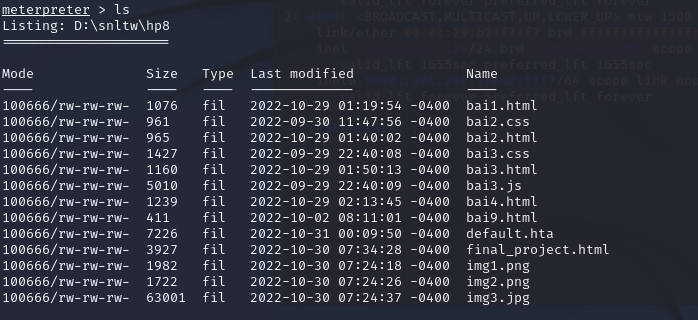 meterpreter > ls
Listing: D:\snltw\hp8
=====================
Mode Size Type Last modified Name
---- ---- ---- ------------- ----
100666/rw-rw-rw- 1076 fil 2022-10-29 01:19:54 -0400 bai1.html
100666/rw-rw-rw- 961 fil 2022-09-30 11:47:56 -0400 bai2.css
100666/rw-rw-rw- 965 fil 2022-10-29 01:40:02 -0400 bai2.html
100666/rw-rw-rw- 1427 fil 2022-09-29 22:40:08 -0400 bai3.css
100666/rw-rw-rw- 1160 fil 2022-10-29 01:50:13 -0400 bai3.html
100666/rw-rw-rw- 5010 fil 2022-09-29 22:40:09 -0400 bai3.js
100666/rw-rw-rw- 1239 fil 2022-10-29 02:13:45 -0400 bai4.html
100666/rw-rw-rw- 411 fil 2022-10-02 08:11:01 -0400 bai9.html
100666/rw-rw-rw- 7226 fil 2022-10-31 00:09:50 -0400 default.hta
100666/rw-rw-rw- 3927 fil 2022-10-30 07:34:28 -0400 final_project.html
100666/rw-rw-rw- 1982 fil 2022-10-30 07:24:18 -0400 img1.png
100666/rw-rw-rw- 1722 fil 2022-10-30 07:24:26 -0400 img2.png
100666/rw-rw-rw- 63001 fil 2022-10-30 07:24:37 -0400 img3.jpg